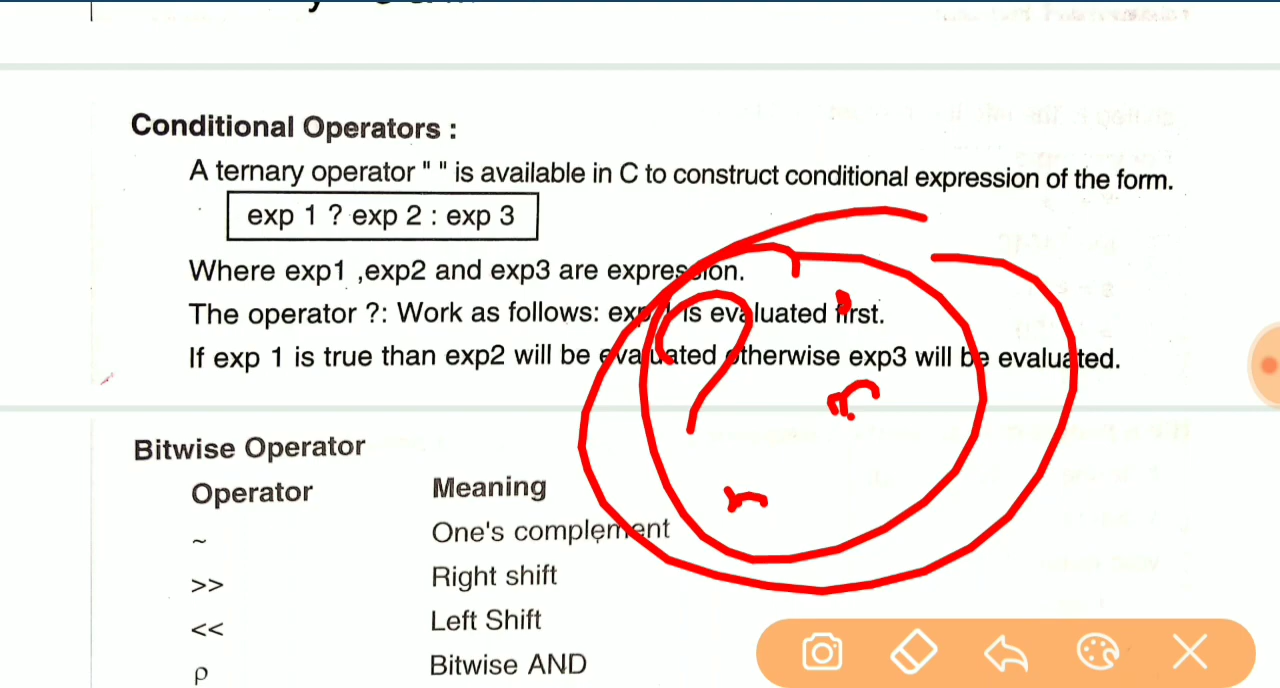 Conditional Operators :
A ternary operator " " is available in C to construct conditional expression of the form.
exp 1 ? exp 2 : exp 3
Where exp1 ,exp2 and exp3 are expression.
The operator ?: Work as follows: exp 1 is evaluated first.
If exp 1 is true than exp2 will be evaluated otherwise exp3 will be evaluated.
Bitwise Operator
Operator Meaning
~ One's complement
>> Right shift
<< Left Shift
ρ Bitwise AND